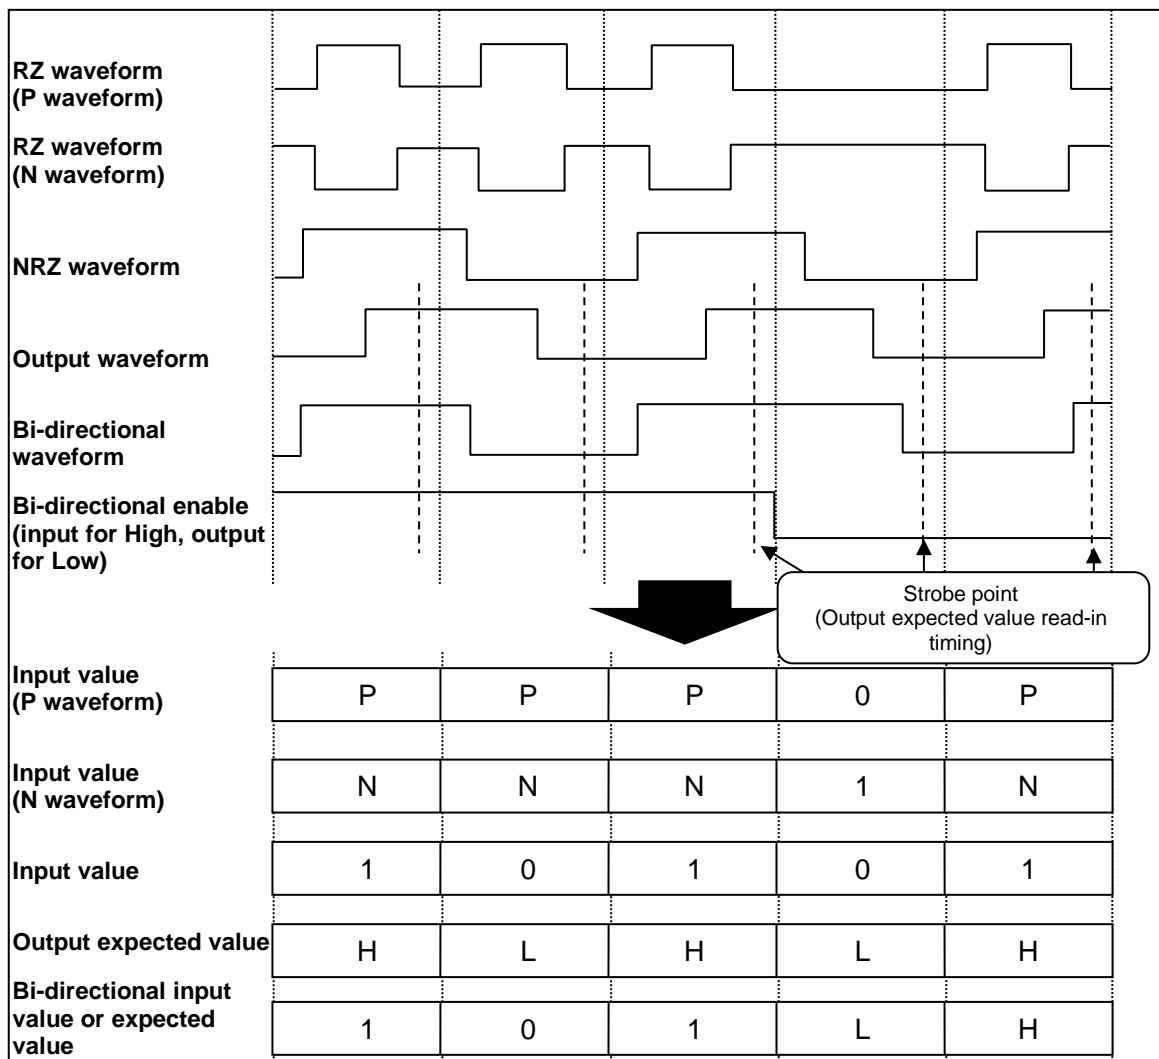 RZ waveform
(P waveform)
RZ waveform
(N waveform)
NRZ waveform
Output waveform
Bi-directional
waveform
Bi-directional enable
(input for High, output
for Low)
Strobe point
(Output expected value read-in
timing)
Input value
(P waveform)
P P P 0 P
Input value
(N waveform)
N N N 1 N
Input value
1 0 1 0 1
Output expected value
H L H L H
Bi-directional input
value or expected
value
1 0 1 L H